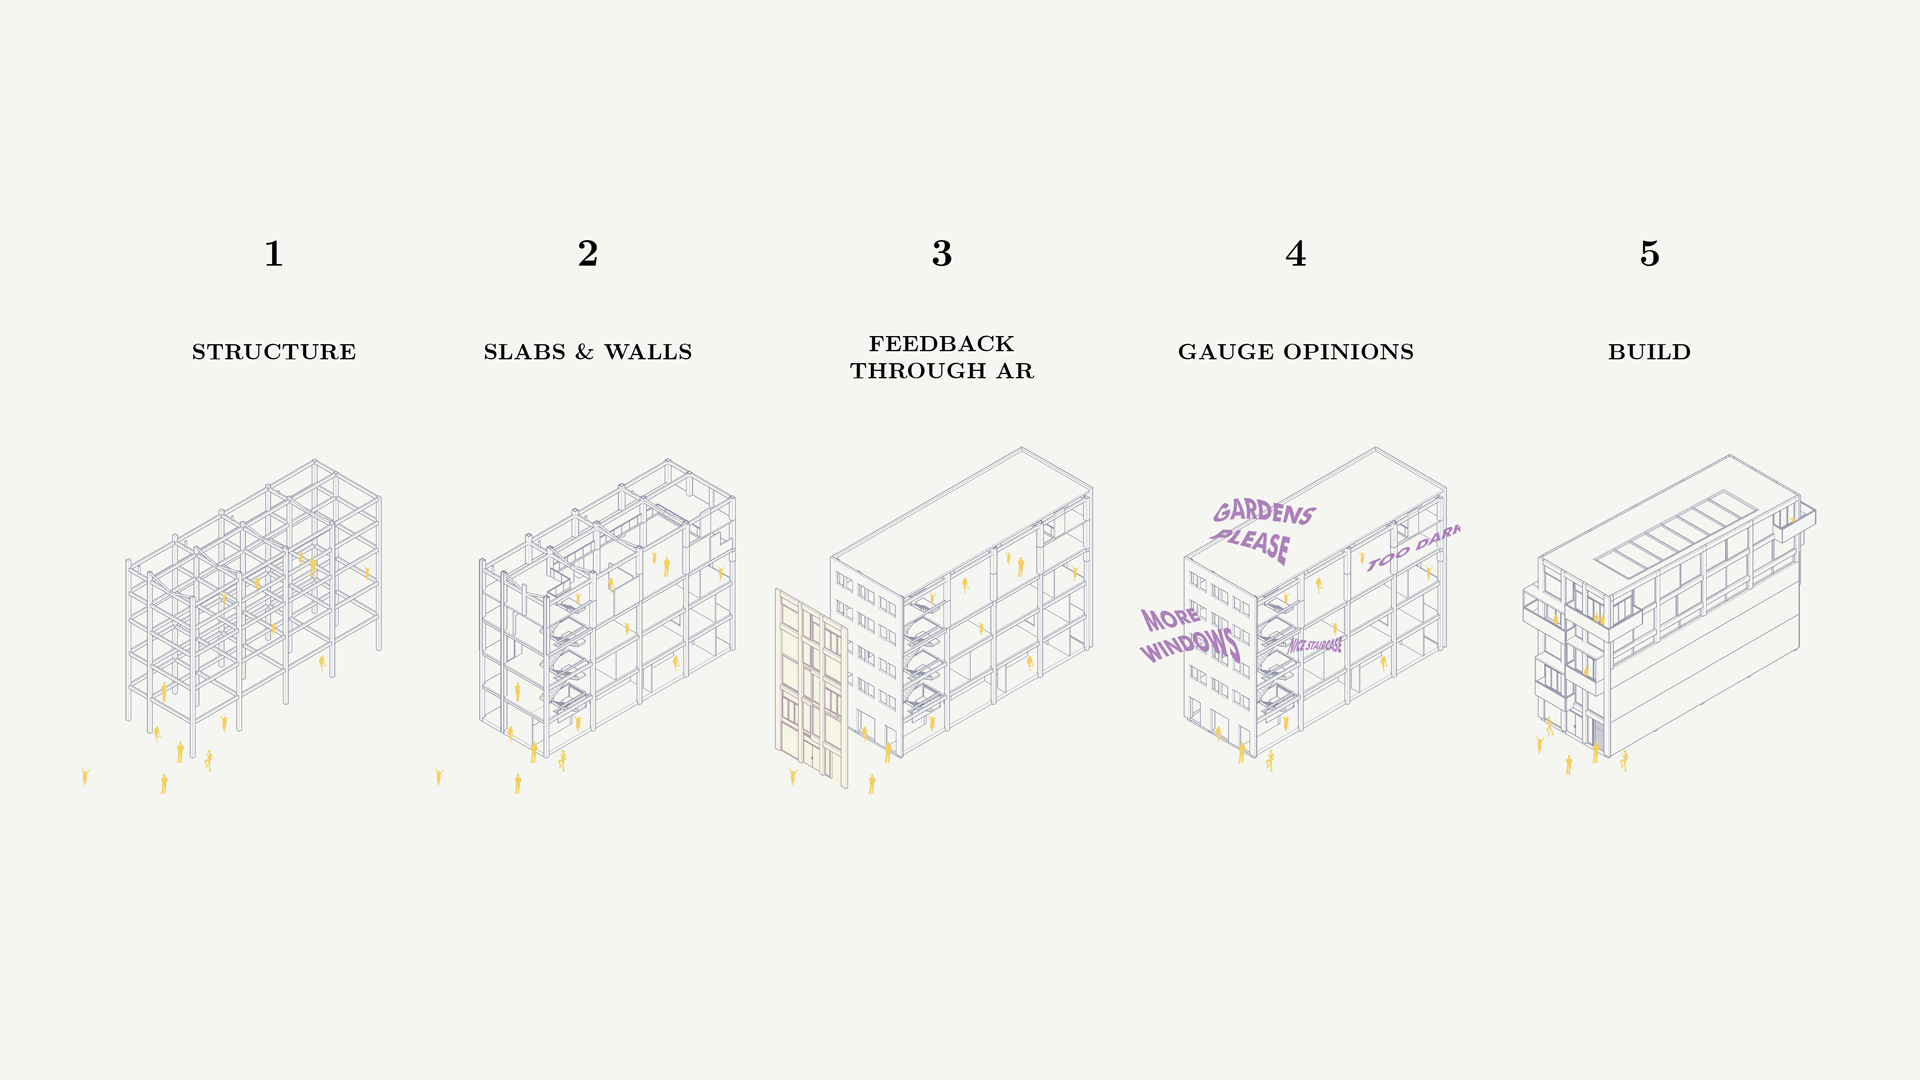 1
STRUCTURE
2
SLABS & WALLS
3
FEEDBACK
THROUGH AR
4
GAUGE OPINIONS
GARDENS
PLEASE
TOO DARK
MORE
WINDOWS
NICE STAIRCASE
5
BUILD